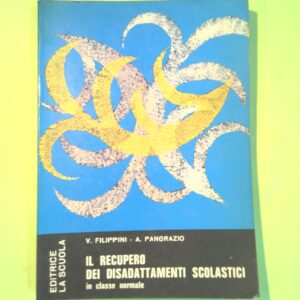 V. FILIPPINI - A. PANGRAZIO
IL RECUPERO
DEI DISADATTAMENTI SCOLASTICI
in classe normale
EDITRICE
LA SCUOLA